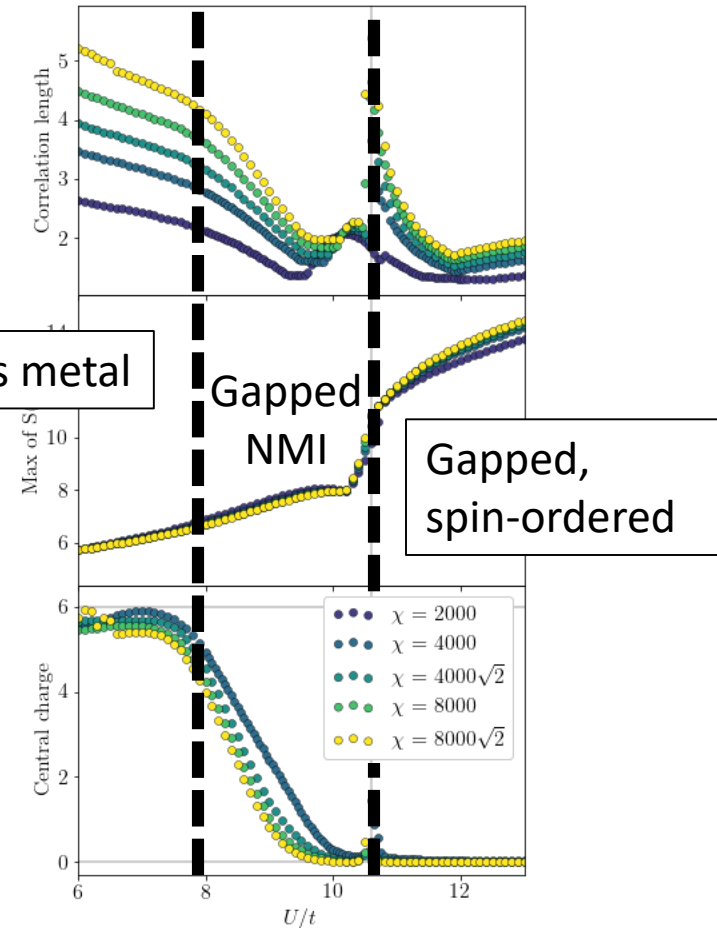 5
4
3
2
Correlation length
14
s metal
Gapped
NMI
Gapped,
spin-ordered
10
8
6
Max of S(
6
4
2
0
Central charge
χ = 2000
χ = 4000
χ = 4000√2
χ = 8000
χ = 8000√2
6
8
10
12
U/t